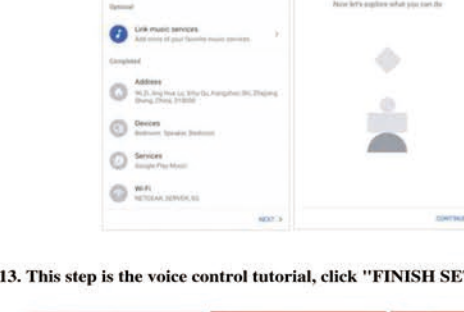 Optional
Link music services
Add more of your favorite music services
Completed
Address
Devices
Bedroom Speaker, Bedroom
Services
Google Play Music
Wi-Fi
NETGEAR_SERVER_5G
NEXT >
Now let's explore what you can do
CONTINUE
13. This step is the voice control tutorial, click "FINISH SE